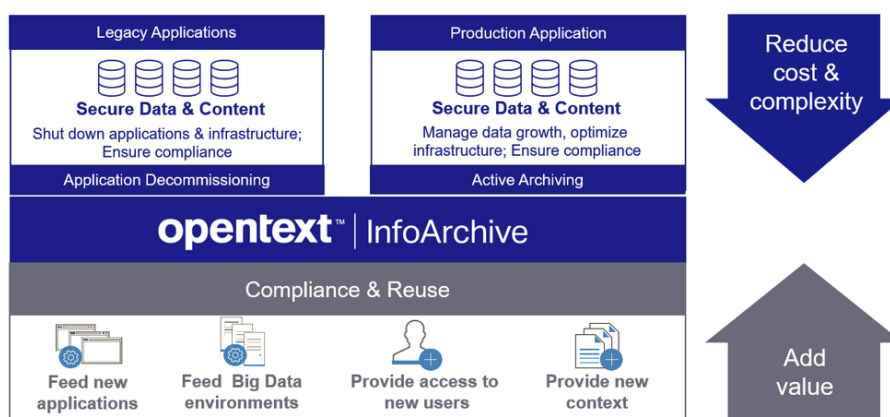 Legacy Applications
Secure Data & Content
Shut down applications & infrastructure;
Ensure compliance
Application Decommissioning
Production Application
Secure Data & Content
Manage data growth, optimize
infrastructure; Ensure compliance
Active Archiving
Reduce
cost &
complexity
opentext™ | InfoArchive
Compliance & Reuse
Feed new
applications
Feed Big Data
environments
Provide access to
new users
Provide new
context
Add
value